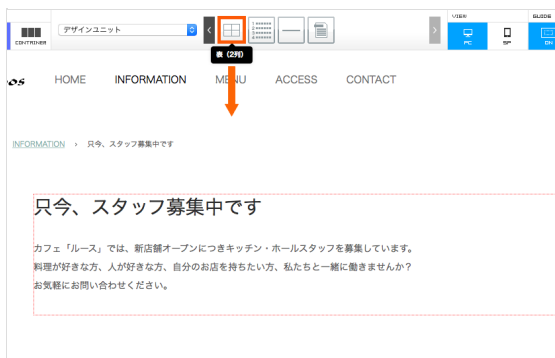 VIEW
GUIDE
CONTAINER
デザインユニット
PC
SP
ON
表（2列）
HOME
INFORMATION
MENU
ACCESS
CONTACT
INFORMATION › 只今、スタッフ募集中です
只今、スタッフ募集中です
カフェ「ルース」では、新店舗オープンにつきキッチン・ホールスタッフを募集しています。
料理が好きな方、人が好きな方、自分のお店を持ちたい方、私たちと一緒に働きませんか？
お気軽にお問い合わせください。